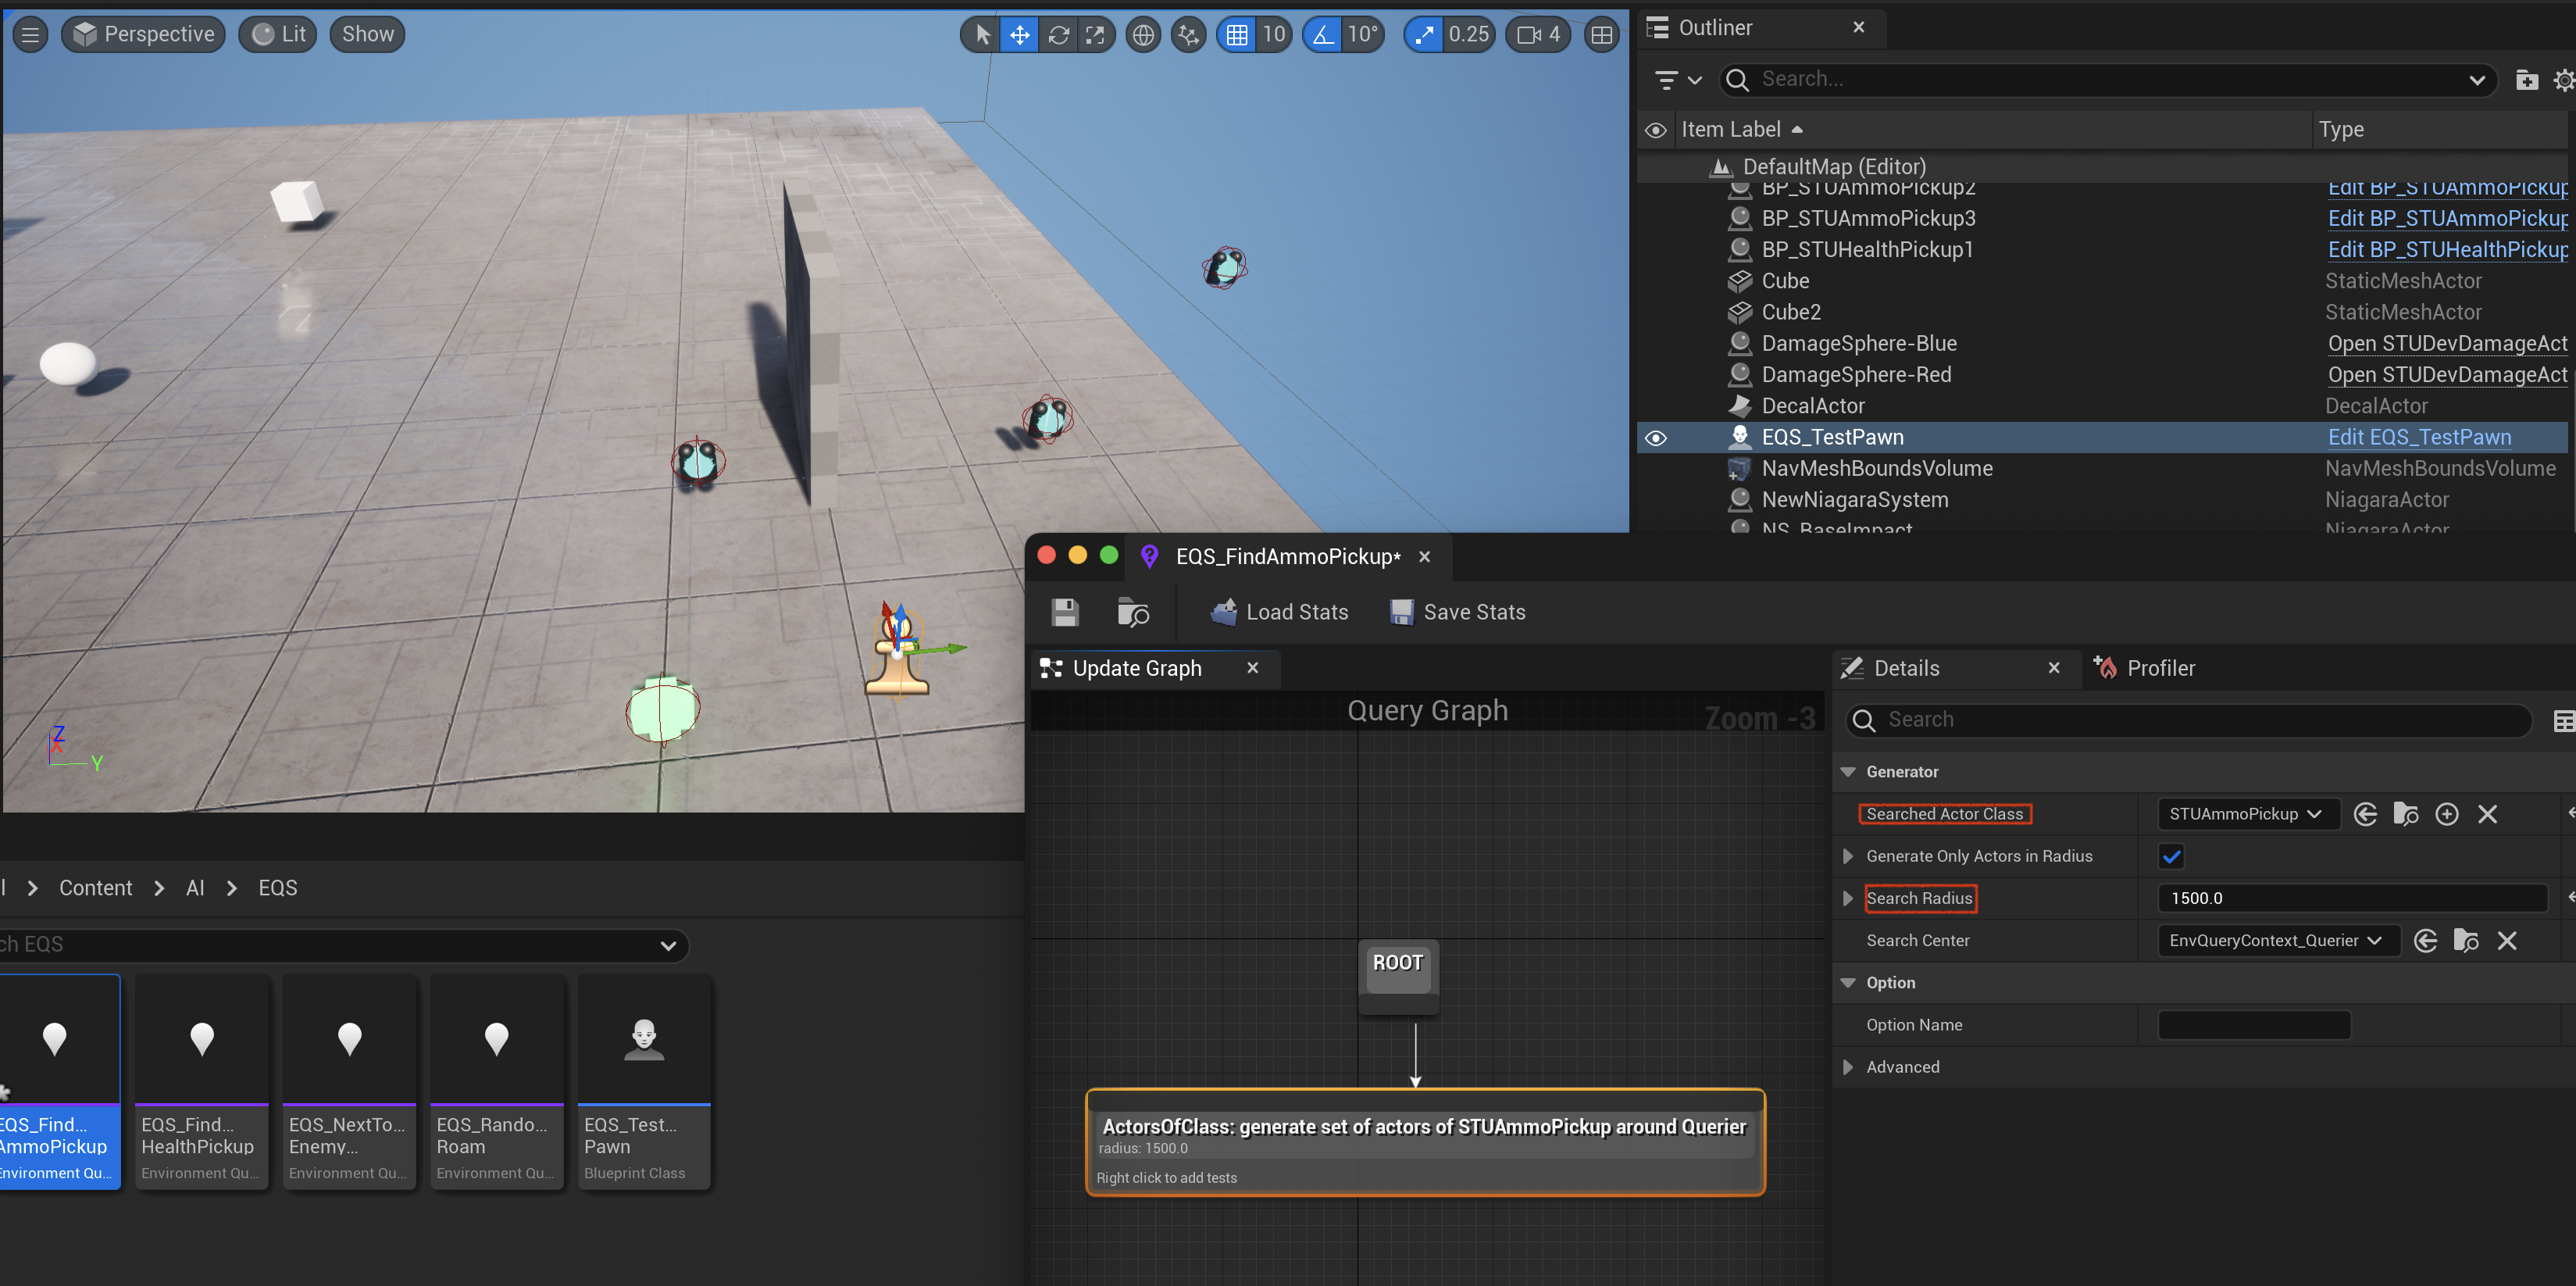 Perspective
Lit
Show
10
10°
0.25
4
Outliner
Search...
Item Label
Type
DefaultMap (Editor)
BP_STUAmmoPickup2
Edit BP_STUAmmoPickup
BP_STUAmmoPickup3
Edit BP_STUAmmoPickup
BP_STUHealthPickup1
Edit BP_STUHealthPickup
Cube
StaticMeshActor
Cube2
StaticMeshActor
DamageSphere-Blue
Open STUDevDamageAct
DamageSphere-Red
Open STUDevDamageAct
DecalActor
DecalActor
EQS_TestPawn
Edit EQS_TestPawn
NavMeshBoundsVolume
NavMeshBoundsVolume
NewNiagaraSystem
NiagaraActor
NS_BaseImpact
NiagaraActor
Z
X
Y
EQS_FindAmmoPickup*
Load Stats
Save Stats
Update Graph
Query Graph
Zoom -3
ROOT
ActorsOfClass: generate set of actors of STUAmmoPickup around Querier
radius: 1500.0
Right click to add tests
Details
Profiler
Search
Generator
Searched Actor Class
STUAmmoPickup
Generate Only Actors in Radius
Search Radius
1500.0
Search Center
EnvQueryContext_Querier
Option
Option Name
Advanced
l > Content > AI > EQS
ch EQS
EQS_Find...
AmmoPickup
Environment Qu...
EQS_Find...
HealthPickup
Environment Qu...
EQS_NextTo...
Enemy...
Environment Qu...
EQS_Rando...
Roam
Environment Qu...
EQS_Test...
Pawn
Blueprint Class